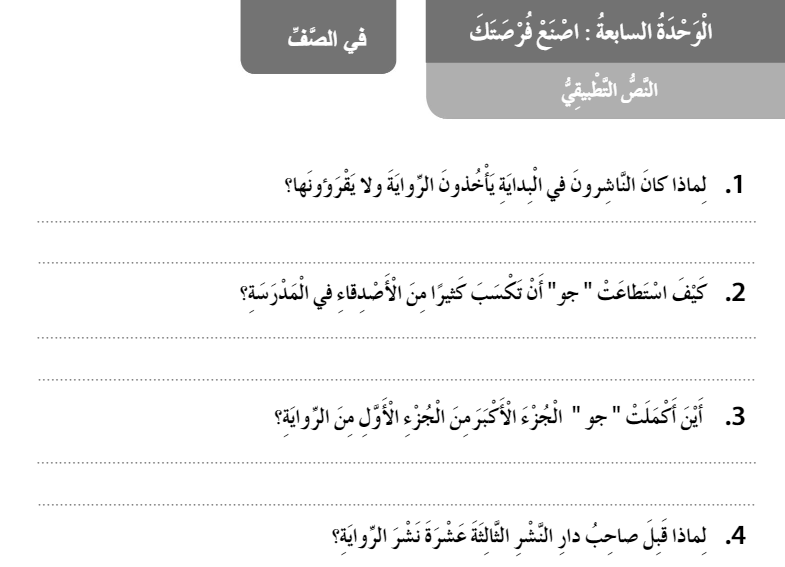 الْوَحْدَةُ السابعةُ : اصْنَعْ فُرْصَتَكَ
في الصَّفِّ
النَّصُّ التَّطْبيقِيُّ
1. لِماذا كانَ النَّاشِرونَ في الْبِدايَةِ يَأْخُذونَ الرِّوايَةَ ولا يَقْرَؤونَها؟
2. كَيْفَ اسْتَطاعَتْ " جو" أَنْ تَكْسَبَ كَثيرًا مِنَ الْأَصْدِقاءِ في الْمَدْرَسَةِ؟
3. أَيْنَ أَكْمَلَتْ " جو " الْجُزْءَ الْأَكْبَرَ مِنَ الْجُزْءِ الْأَوَّلِ مِنَ الرِّوايَةِ؟
4. لِماذا قَبِلَ صاحِبُ دارِ النَّشْرِ الثَّالِثَةَ عَشْرَةَ نَشْرَ الرِّوايَةِ؟